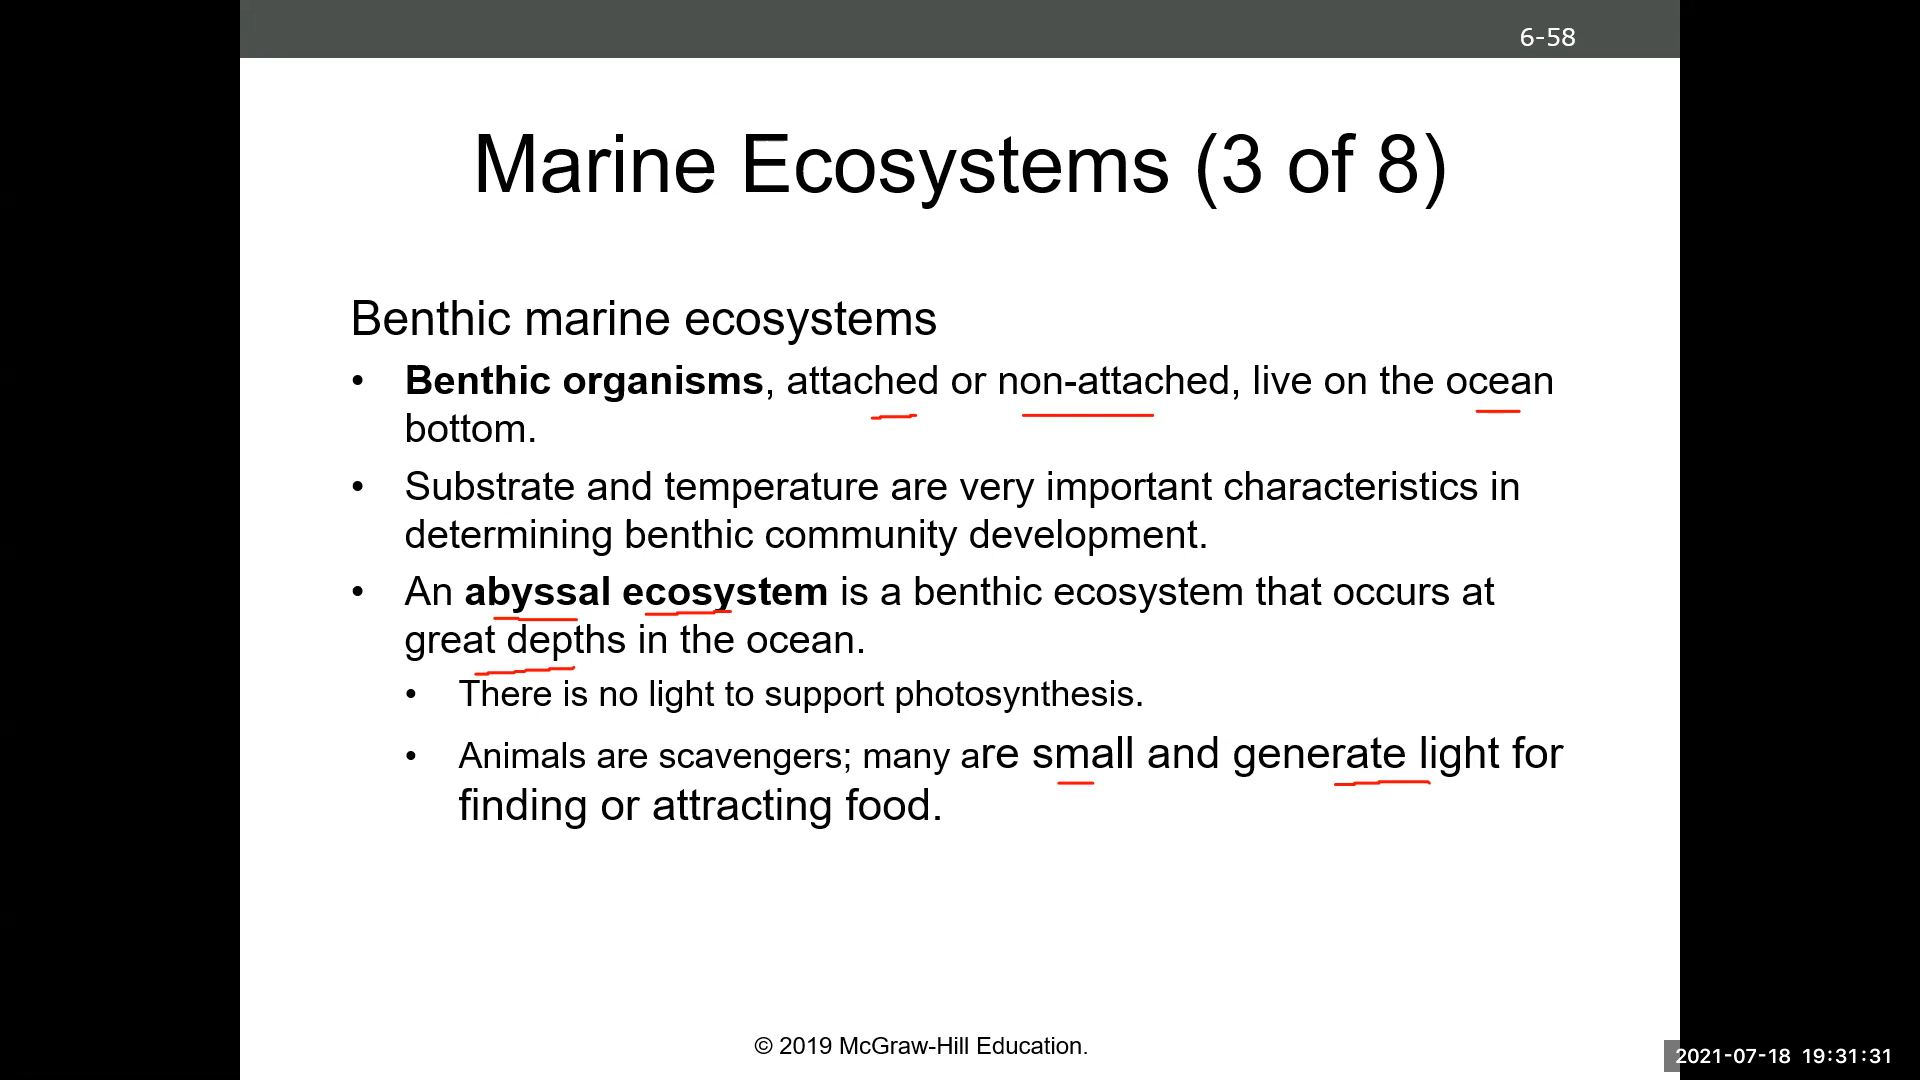 6-58
Marine Ecosystems (3 of 8)
Benthic marine ecosystems
• Benthic organisms, attached or non-attached, live on the ocean
bottom.
• Substrate and temperature are very important characteristics in
determining benthic community development.
• An abyssal ecosystem is a benthic ecosystem that occurs at
great depths in the ocean.
• There is no light to support photosynthesis.
• Animals are scavengers; many are small and generate light for
finding or attracting food.
© 2019 McGraw-Hill Education.
2021-07-18 19:31:31